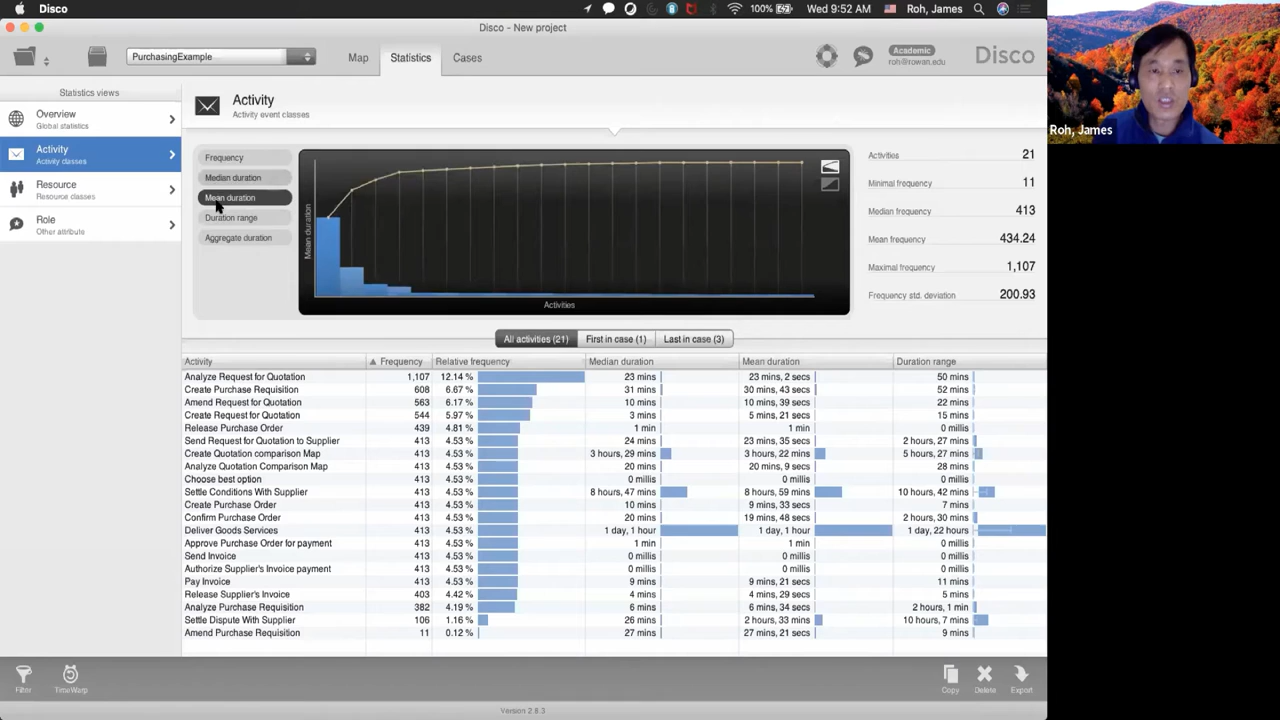 Disco
100%
Wed 9:52 AM
Roh, James
Disco - New project
PurchasingExample
Map
Statistics
Cases
Academic
roh@rowan.edu
Disco
Statistics views
Overview
Global statistics
Activity
Activity classes
Resource
Resource classes
Role
Other attribute
Activity
Activity event classes
Frequency
Median duration
Mean duration
Duration range
Aggregate duration
Mean duration
Activities
Activities 21
Minimal frequency 11
Median frequency 413
Mean frequency 434.24
Maximal frequency 1,107
Frequency std. deviation 200.93
Roh, James
All activities (21) First in case (1) Last in case (3)
Activity Frequency Relative frequency Median duration Mean duration Duration range
Analyze Request for Quotation 1,107 12.14 % 23 mins 23 mins, 2 secs 50 mins
Create Purchase Requisition 608 6.67 % 31 mins 30 mins, 43 secs 52 mins
Amend Request for Quotation 563 6.17 % 10 mins 10 mins, 39 secs 22 mins
Create Request for Quotation 544 5.97 % 3 mins 5 mins, 21 secs 15 mins
Release Purchase Order 439 4.81 % 1 min 1 min 0 millis
Send Request for Quotation to Supplier 413 4.53 % 24 mins 23 mins, 35 secs 2 hours, 27 mins
Create Quotation comparison Map 413 4.53 % 3 hours, 29 mins 3 hours, 22 mins 5 hours, 27 mins
Analyze Quotation Comparison Map 413 4.53 % 20 mins 20 mins, 9 secs 28 mins
Choose best option 413 4.53 % 0 millis 0 millis 0 millis
Settle Conditions With Supplier 413 4.53 % 8 hours, 47 mins 8 hours, 59 mins 10 hours, 42 mins
Create Purchase Order 413 4.53 % 10 mins 9 mins, 33 secs 7 mins
Confirm Purchase Order 413 4.53 % 20 mins 19 mins, 48 secs 2 hours, 30 mins
Deliver Goods Services 413 4.53 % 1 day, 1 hour 1 day, 1 hour 1 day, 22 hours
Approve Purchase Order for payment 413 4.53 % 1 min 1 min 0 millis
Send Invoice 413 4.53 % 0 millis 0 millis 0 millis
Authorize Supplier's Invoice payment 413 4.53 % 0 millis 0 millis 0 millis
Pay Invoice 413 4.53 % 9 mins 9 mins, 21 secs 11 mins
Release Supplier's Invoice 403 4.42 % 4 mins 4 mins, 29 secs 5 mins
Analyze Purchase Requisition 382 4.19 % 6 mins 6 mins, 34 secs 2 hours, 1 min
Settle Dispute With Supplier 106 1.16 % 26 mins 2 hours, 33 mins 10 hours, 7 mins
Amend Purchase Requisition 11 0.12 % 27 mins 27 mins, 21 secs 9 mins
Filter
TimeWarp
Copy
Delete
Export
Version 2.8.3